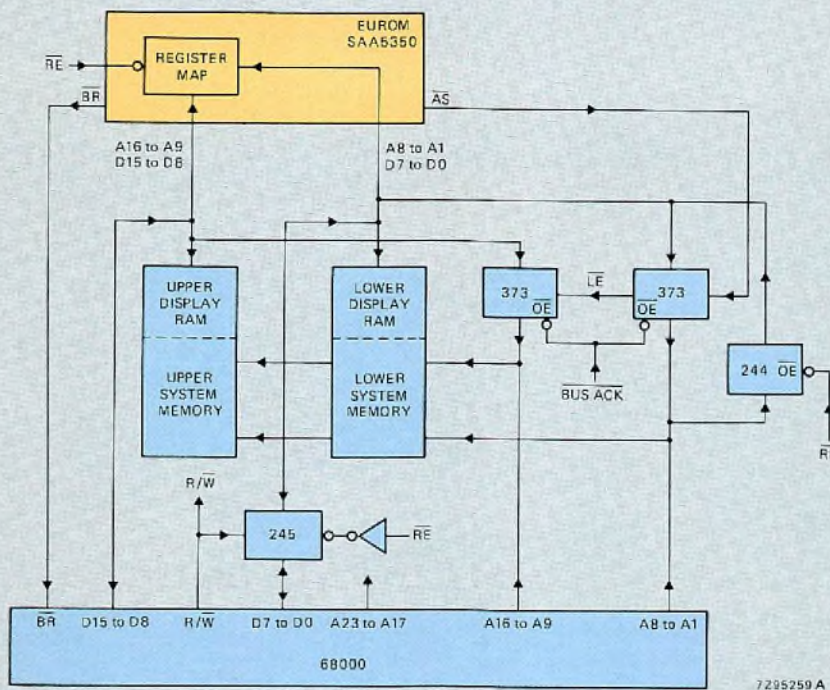 EUROM
SAA5350
REGISTER
MAP
RE
BR
AS
A16 to A9
D15 to D8
A8 to A1
D7 to D0
UPPER
DISPLAY
RAM
UPPER
SYSTEM
MEMORY
LOWER
DISPLAY
RAM
LOWER
SYSTEM
MEMORY
373
OE
LE
373
OE
BUS ACK
244 OE
R/W
245
RE
BR
D15 to D8
R/W
D7 to D0
A23 to A17
A16 to A9
A8 to A1
68000
7Z95259 A